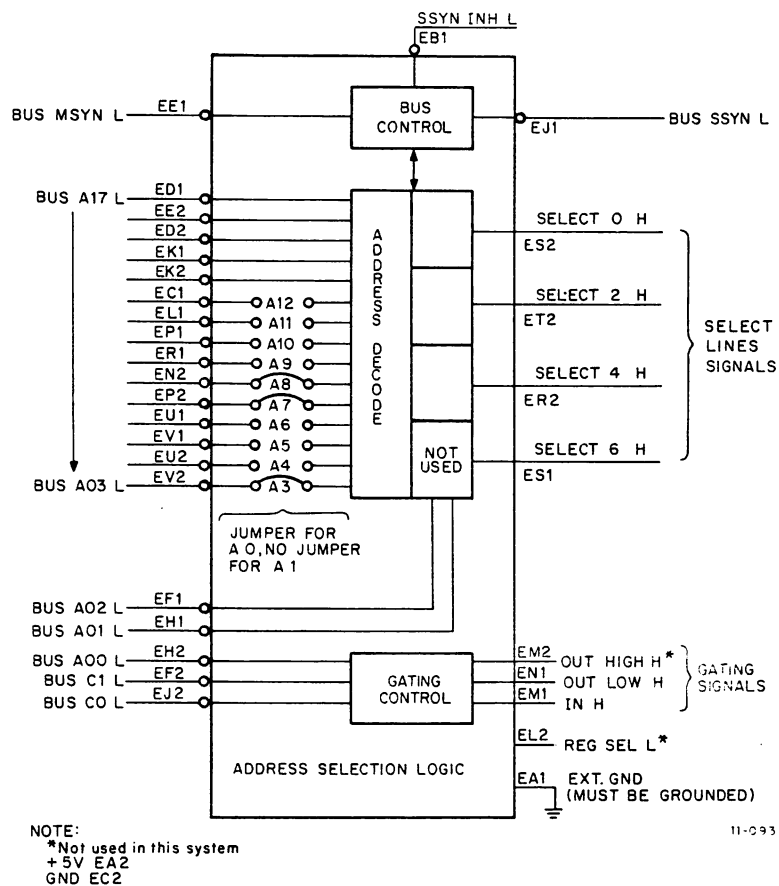 SSYN INH L
EB1
BUS MSYN L
EE1
BUS
CONTROL
EJ1
BUS SSYN L
BUS A17 L
ED1
EE2
ED2
EK1
EK2
EC1
A12
EL1
A11
EP1
A10
ER1
A9
EN2
A8
EP2
A7
EU1
A6
EV1
A5
EU2
A4
BUS A03 L
EV2
A3
ADDRESS DECODE
NOT
USED
SELECT 0 H
ES2
SELECT 2 H
ET2
SELECT 4 H
ER2
SELECT 6 H
ES1
SELECT
LINES
SIGNALS
JUMPER FOR
A 0, NO JUMPER
FOR A 1
BUS A02 L
EF1
BUS A01 L
EH1
BUS A00 L
EH2
BUS C1 L
EF2
BUS C0 L
EJ2
GATING
CONTROL
EM2
OUT HIGH H*
EN1
OUT LOW H
EM1
IN H
GATING
SIGNALS
EL2
REG SEL L*
ADDRESS SELECTION LOGIC
EA1
EXT. GND
(MUST BE GROUNDED)
NOTE:
*Not used in this system
+5V EA2
GND EC2
11-093